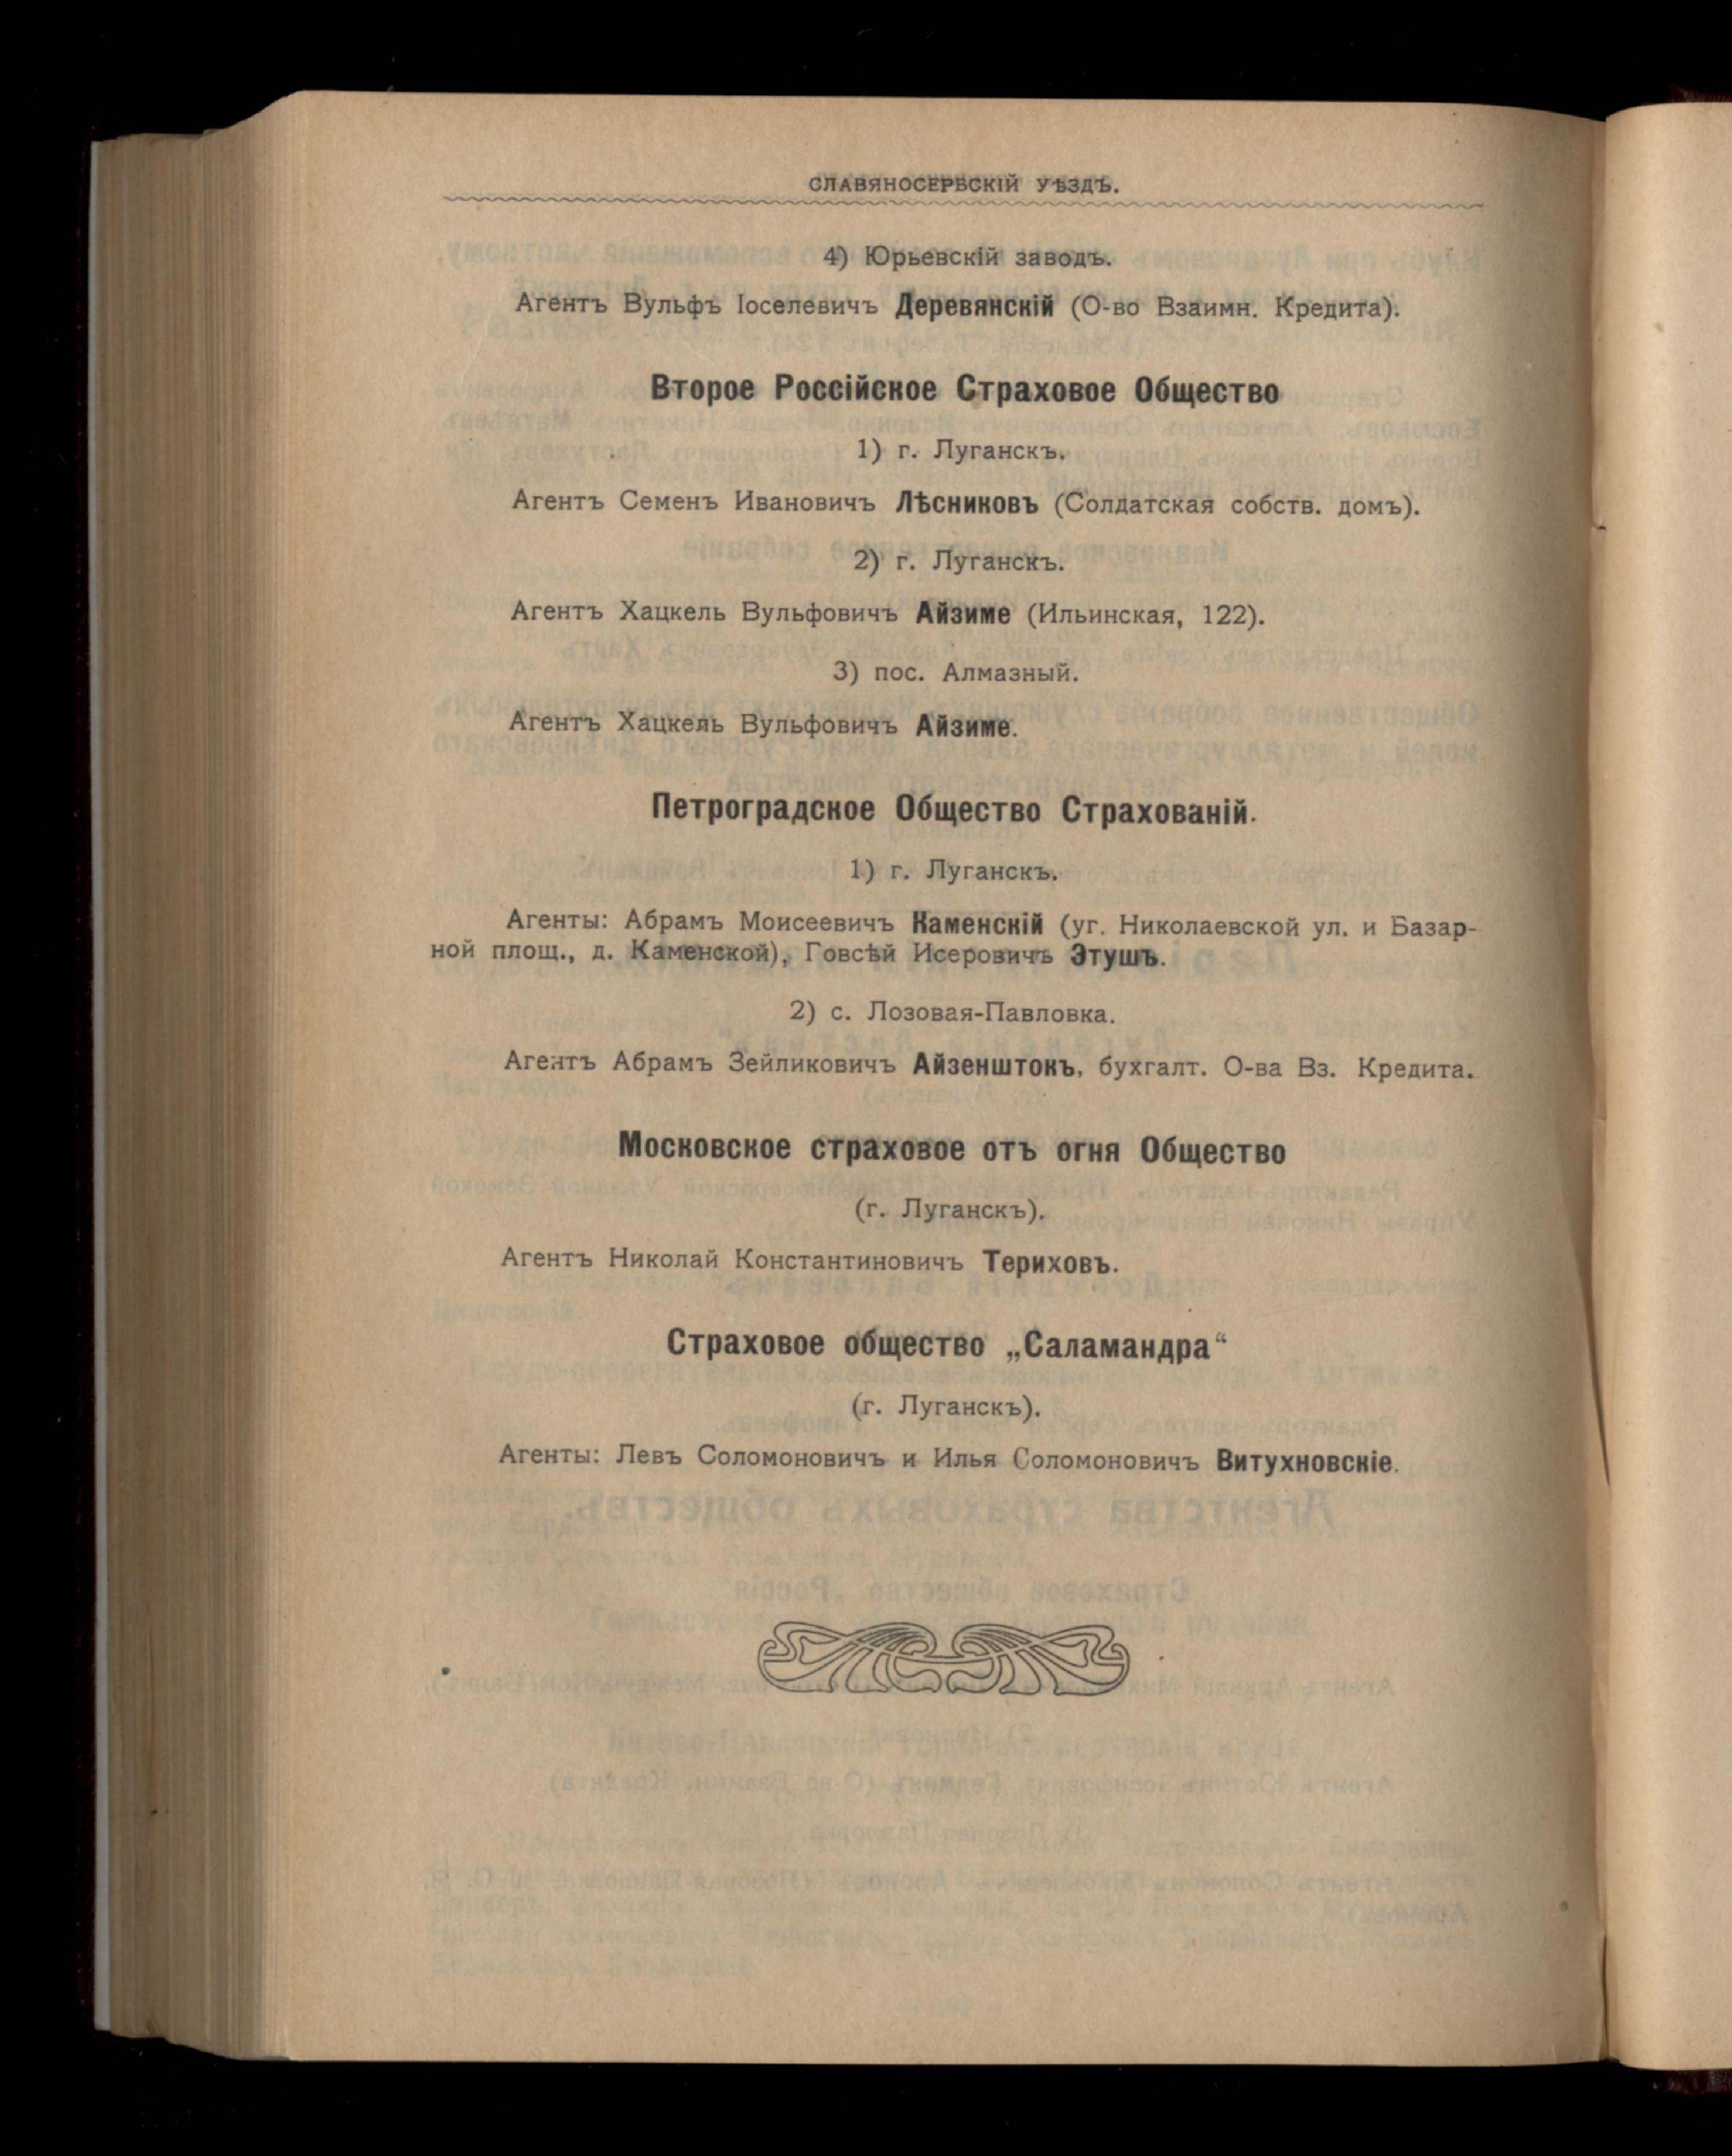 СЛАВЯНОСЕРБСКІЙ УѢЗДЪ.
4) Юрьевскій заводъ.
Агентъ Вульфъ Іоселевичъ Деревянскій (О-во Взаимн. Кредита).
Второе Россійское Страховое Общество
1) г. Луганскъ.
Агентъ Семенъ Ивановичъ Лѣсниковъ (Солдатская собств. домъ).
2) г. Луганскъ.
Агентъ Хацкель Вульфовичъ Айзиме (Ильинская, 122).
3) пос. Алмазный.
Агентъ Хацкель Вульфовичъ Айзиме.
Петроградское Общество Страхованій.
1) г. Луганскъ.
Агенты: Абрамъ Моисеевичъ Каменскій (уг. Николаевской ул. и Базар-
ной площ., д. Каменской), Говсѣй Исеровичъ Этушъ.
2) с. Лозовая-Павловка.
Агентъ Абрамъ Зейликовичъ Айзенштокъ, бухгалт. О-ва Вз. Кредита.
Московское страховое отъ огня Общество
(г. Луганскъ).
Агентъ Николай Константиновичъ Териховъ.
Страховое общество „Саламандра“
(г. Луганскъ).
Агенты: Левъ Соломоновичъ и Илья Соломоновичъ Витухновскіе.